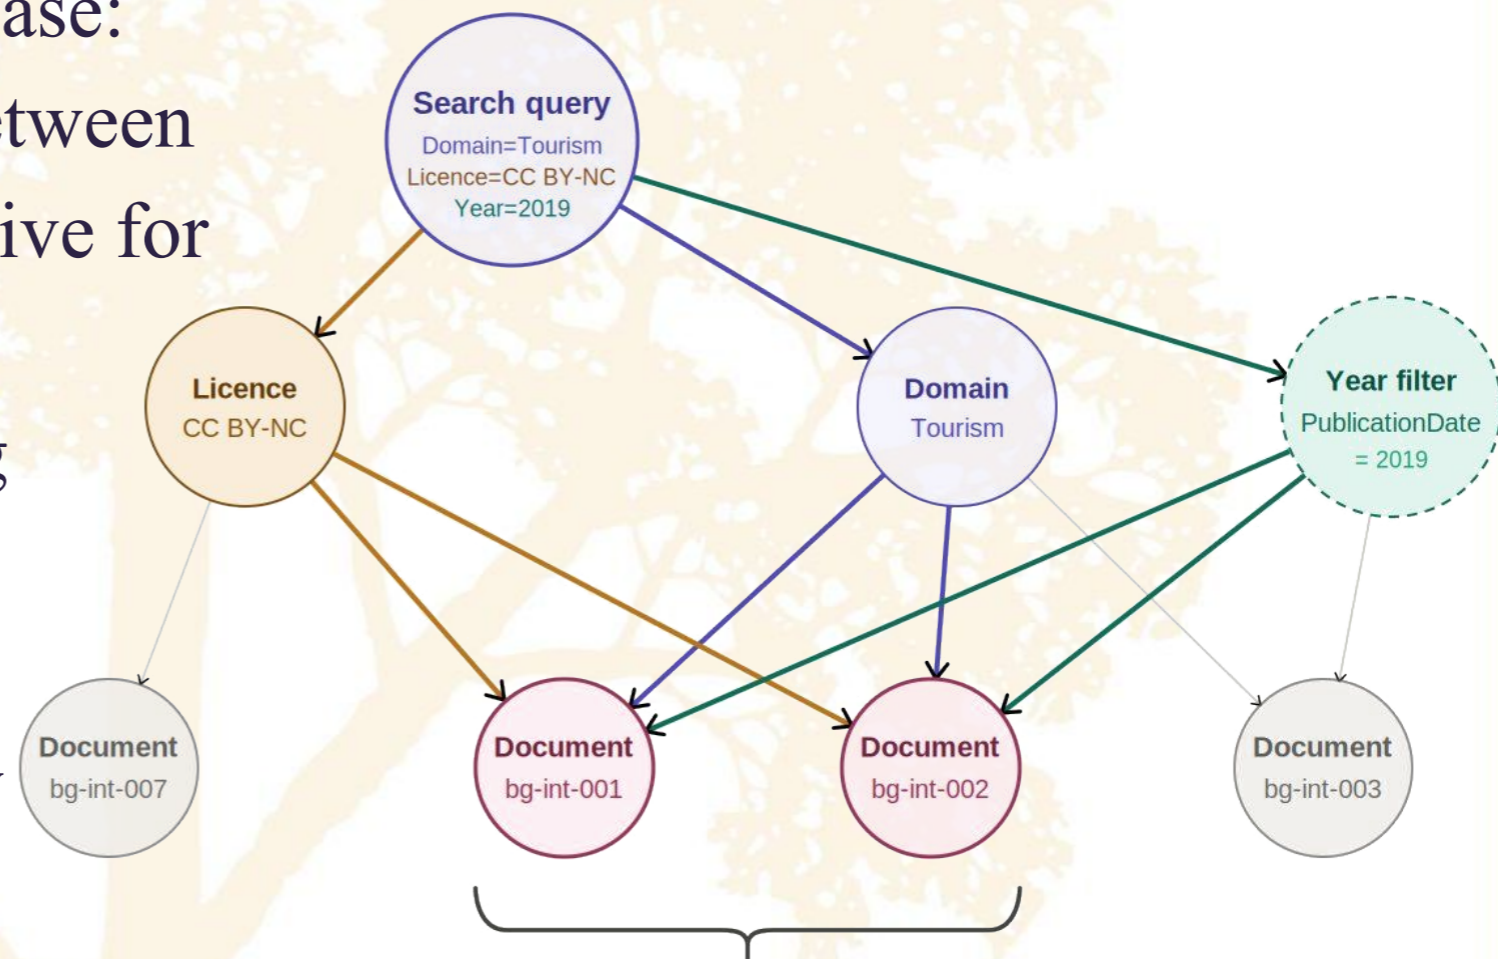 ase:
etween
ive for
g
Search query
Domain=Tourism
Licence=CC BY-NC
Year=2019
Licence
CC BY-NC
Domain
Tourism
Year filter
PublicationDate
= 2019
Document
bg-int-007
Document
bg-int-001
Document
bg-int-002
Document
bg-int-003